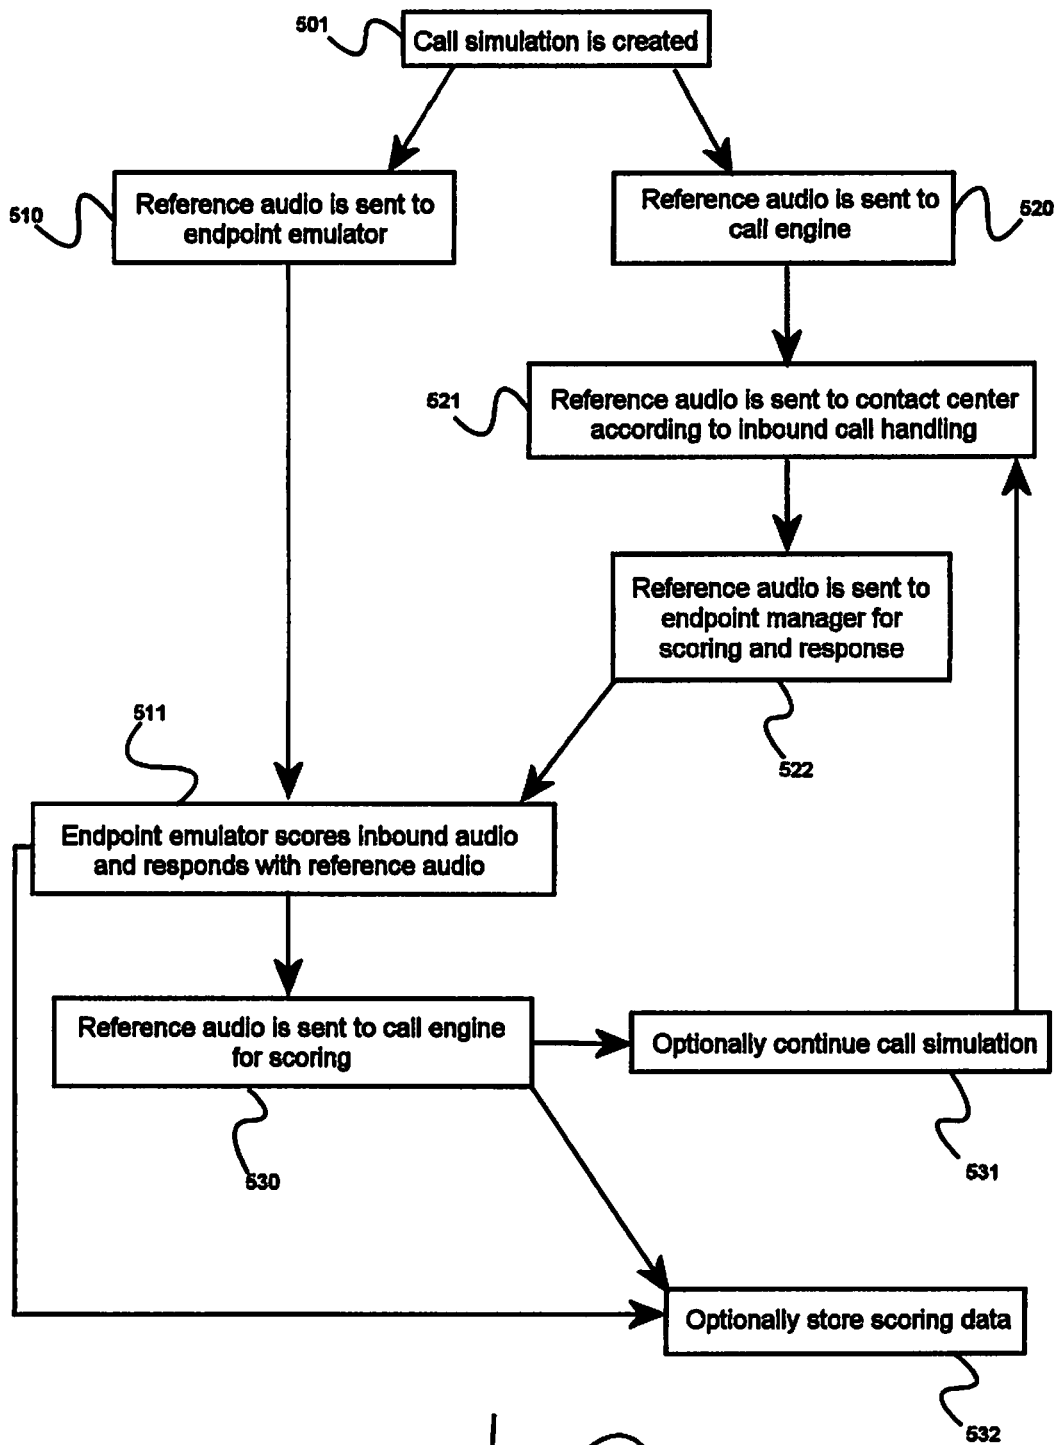 501
Call simulation is created
510
Reference audio is sent to
endpoint emulator
Reference audio is sent to
call engine
520
521
Reference audio is sent to contact center
according to inbound call handling
Reference audio is sent to
endpoint manager for
scoring and response
522
511
Endpoint emulator scores inbound audio
and responds with reference audio
Reference audio is sent to call engine
for scoring
530
Optionally continue call simulation
531
Optionally store scoring data
532